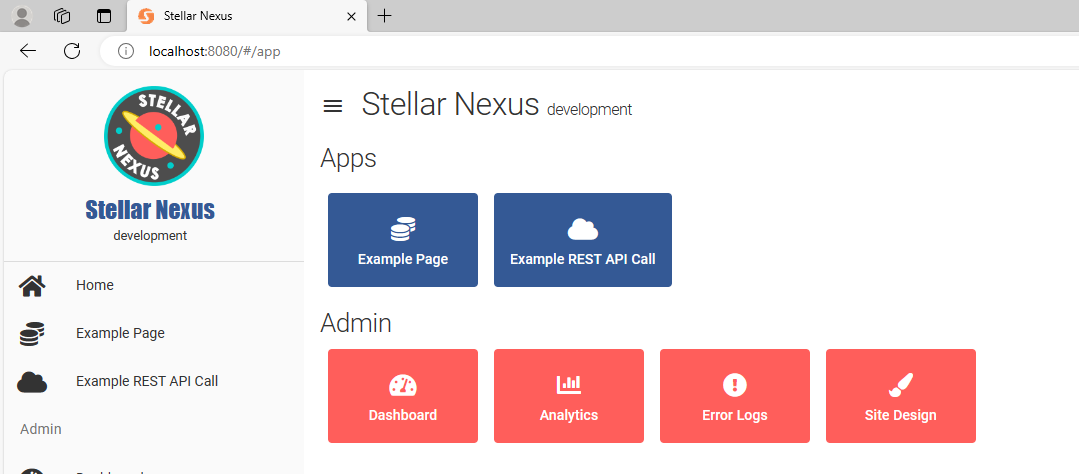 Stellar Nexus
localhost:8080/#/app
STELLAR
NEXUS
Stellar Nexus
development
Home
Example Page
Example REST API Call
Admin
Stellar Nexus development
Apps
Example Page
Example REST API Call
Admin
Dashboard
Analytics
Error Logs
Site Design